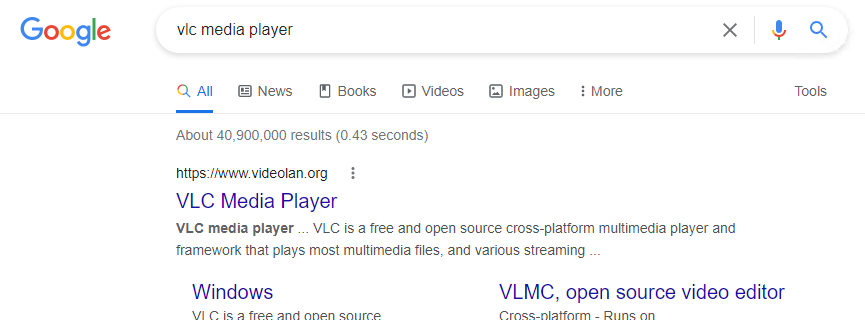 Google
vlc media player
All News Books Videos Images More Tools
About 40,900,000 results (0.43 seconds)
https://www.videolan.org
VLC Media Player
VLC media player ... VLC is a free and open source cross-platform multimedia player and
framework that plays most multimedia files, and various streaming ...
Windows VLMC, open source video editor
VLC is a free and open source Cross-platform - Runs on